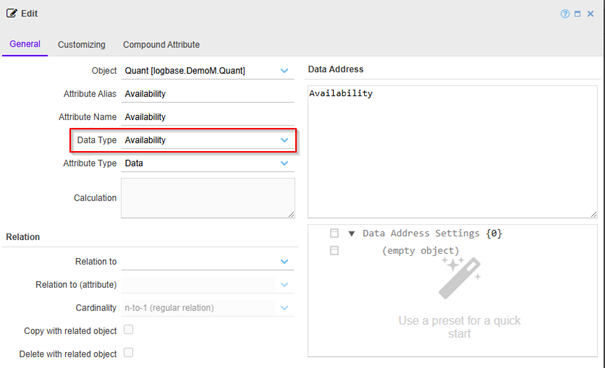 Edit
General Customizing Compound Attribute
Object Quant [logbase.DemoM.Quant]
Attribute Alias Availability
Attribute Name Availability
Data Type Availability
Attribute Type Data
Calculation
Relation
Relation to
Relation to (attribute)
Cardinality n-to-1 (regular relation)
Copy with related object
Delete with related object
Data Address
Availability
Data Address Settings {0}
(empty object)
Use a preset for a quick
start